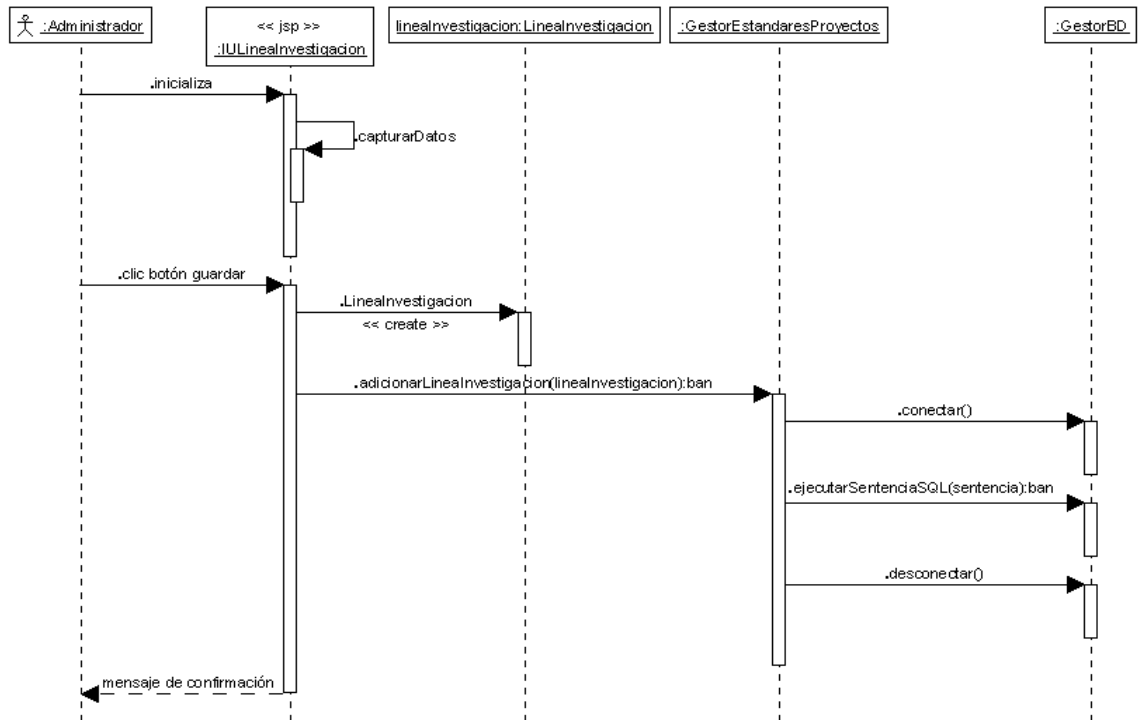 :Administrador
<< jsp >>
:IULineaInvestigacion
lineaInvestigacion:LineaInvestigacion
:GestorEstandaresProyectos
:GestorBD
.inicializa
.capturarDatos
.clic botón guardar
.LineaInvestigacion
<< create >>
.adicionarLineaInvestigacion(lineaInvestigacion):ban
.conectar()
.ejecutarSentenciaSQL(sentencia):ban
.desconectar()
mensaje de confirmación